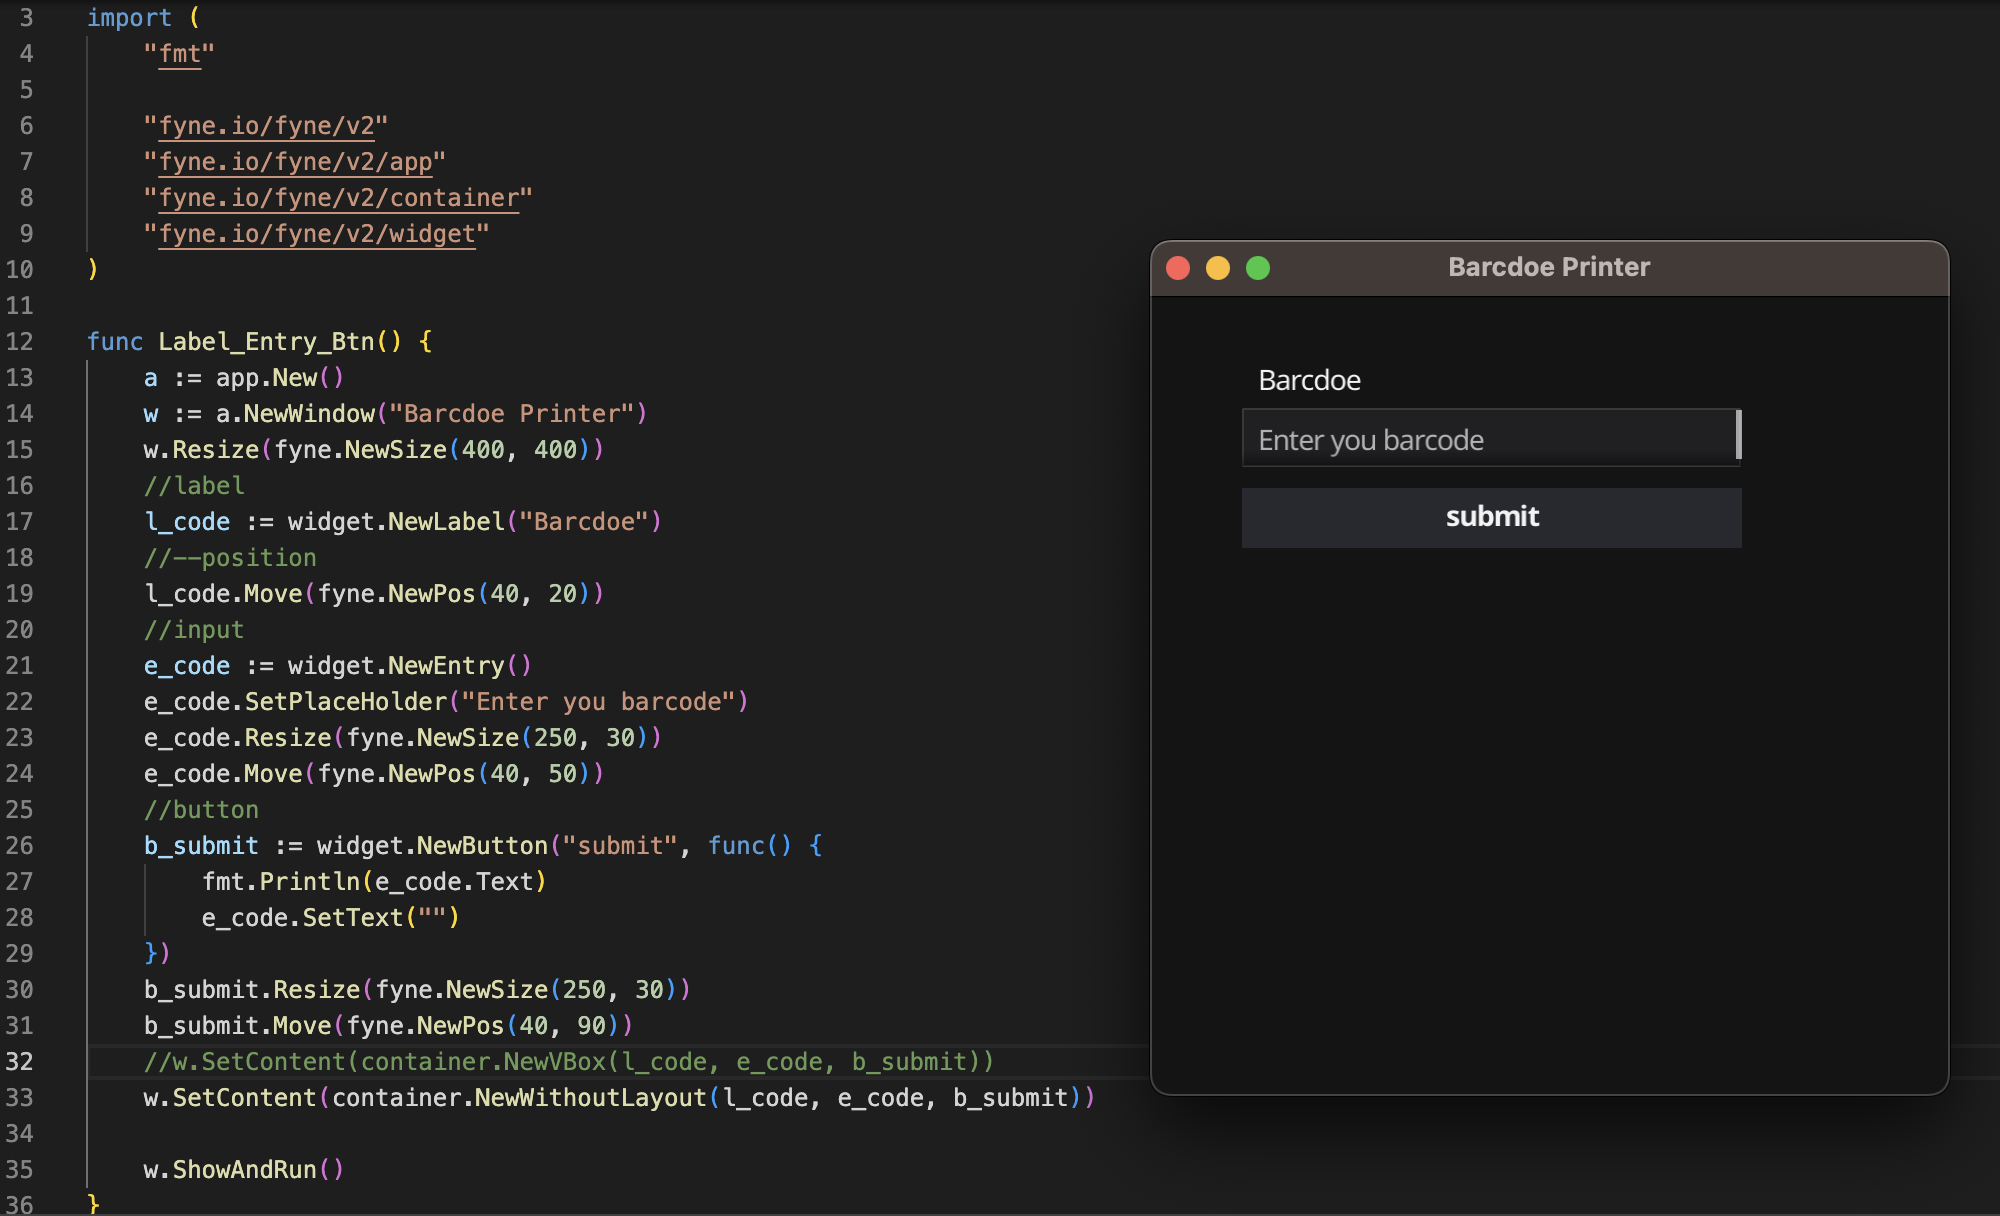 3 import (
4 "fmt"
5
6 "fyne.io/fyne/v2"
7 "fyne.io/fyne/v2/app"
8 "fyne.io/fyne/v2/container"
9 "fyne.io/fyne/v2/widget"
10 )
11
12 func Label_Entry_Btn() {
13 a := app.New()
14 w := a.NewWindow("Barcdoe Printer")
15 w.Resize(fyne.NewSize(400, 400))
16 //label
17 l_code := widget.NewLabel("Barcdoe")
18 //--position
19 l_code.Move(fyne.NewPos(40, 20))
20 //input
21 e_code := widget.NewEntry()
22 e_code.SetPlaceHolder("Enter you barcode")
23 e_code.Resize(fyne.NewSize(250, 30))
24 e_code.Move(fyne.NewPos(40, 50))
25 //button
26 b_submit := widget.NewButton("submit", func() {
27 fmt.Println(e_code.Text)
28 e_code.SetText("")
29 })
30 b_submit.Resize(fyne.NewSize(250, 30))
31 b_submit.Move(fyne.NewPos(40, 90))
32 //w.SetContent(container.NewVBox(l_code, e_code, b_submit))
33 w.SetContent(container.NewWithoutLayout(l_code, e_code, b_submit))
34
35 w.ShowAndRun()
36 }
Barcdoe Printer
Barcdoe
Enter you barcode
submit